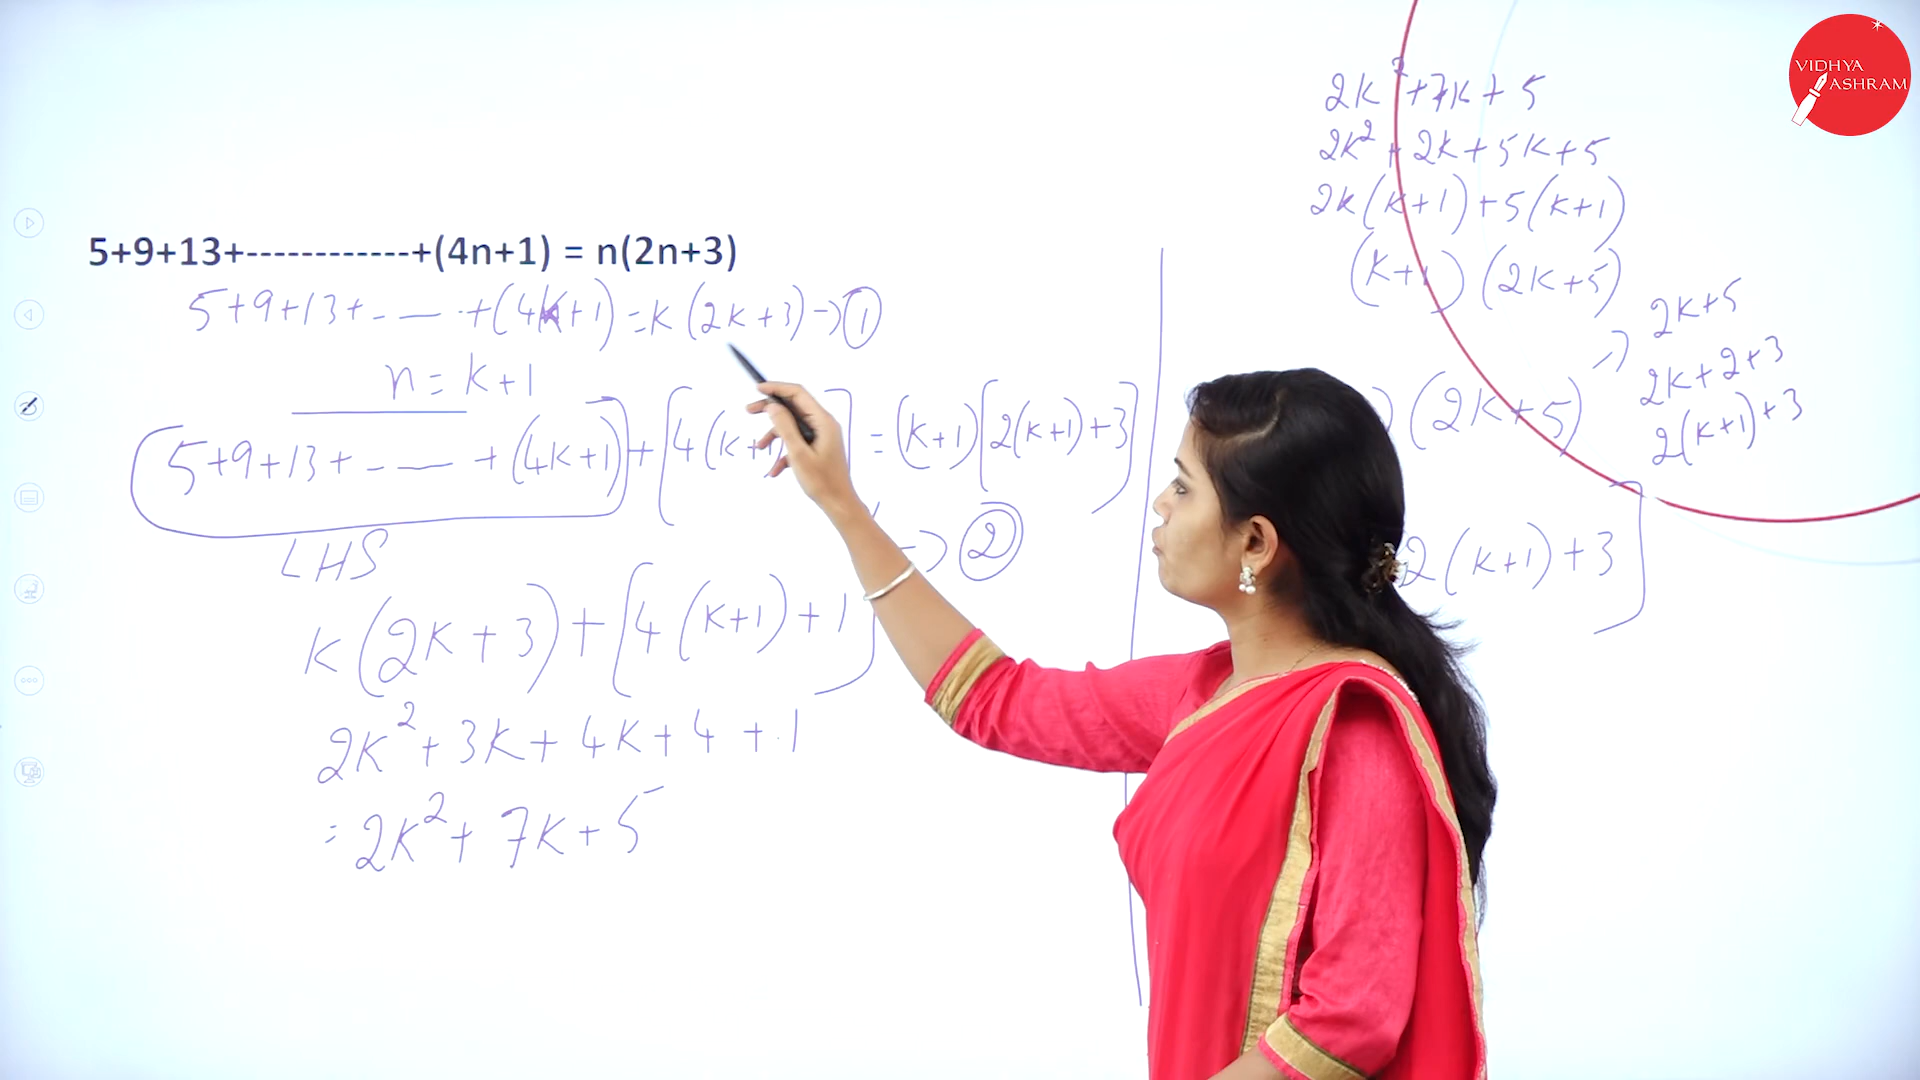 VIDHYA
ASHRAM
5+9+13+------------+(4n+1) = n(2n+3)
5+9+13+ - — · +(4k+1) = k(2k+3) → ①
n = k+1
5+9+13+ - — + (4k+1) + [4(k+1) ] = (k+1)[2(k+1)+3]
→ ②
LHS
k(2k+3) + [4(k+1)+1]
2k²+3k+4k+4+1
= 2k²+7k+5
2k²+7k+5
2k²+2k+5k+5
2k(k+1)+5(k+1)
(k+1)(2k+5)
) (2k+5) →
2k+5
2k+2+3
2(k+1)+3
2(k+1)+3]